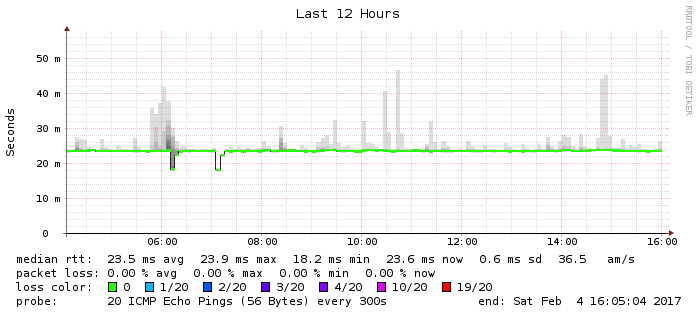 Last 12 Hours
RRDTOOL / TOBI OETIKER
Seconds
50 m
40 m
30 m
20 m
10 m
0
06:00 08:00 10:00 12:00 14:00 16:00
median rtt: 23.5 ms avg 23.9 ms max 18.2 ms min 23.6 ms now 0.6 ms sd 36.5 am/s
packet loss: 0.00 % avg 0.00 % max 0.00 % min 0.00 % now
loss color: 0 1/20 2/20 3/20 4/20 10/20 19/20
probe: 20 ICMP Echo Pings (56 Bytes) every 300s end: Sat Feb 4 16:05:04 2017